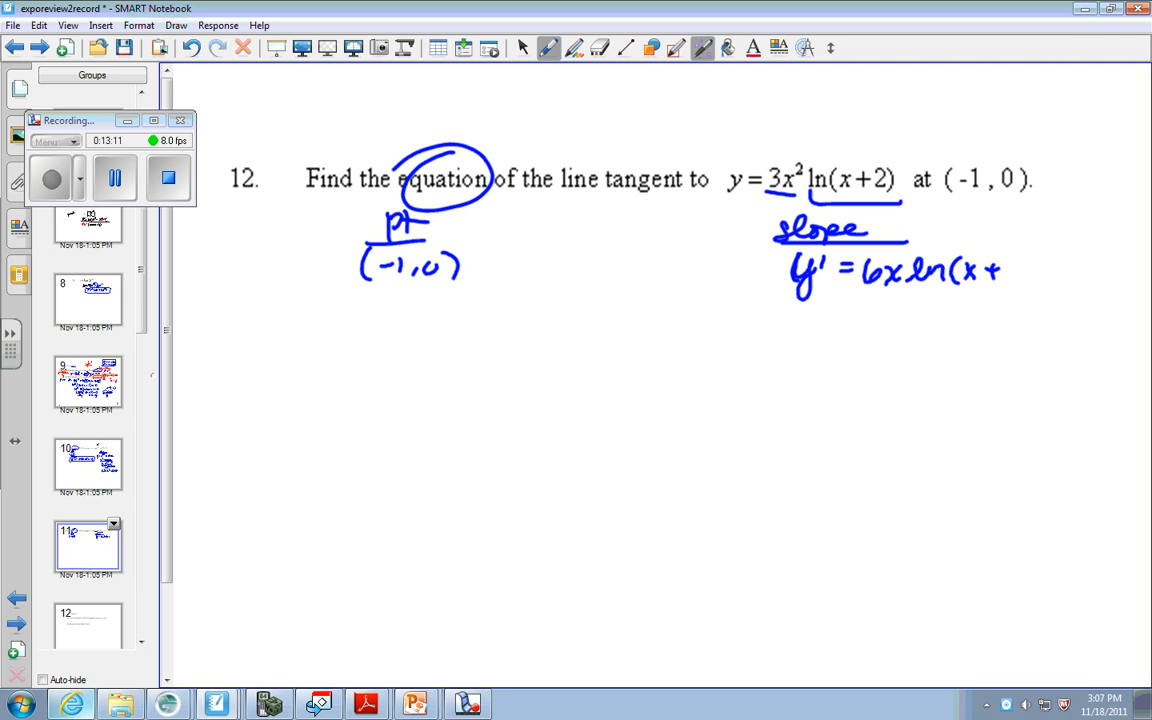 exporeview2record * - SMART Notebook
File Edit View Insert Format Draw Response Help
Groups
Recording...
Menu 0:13:11 8.0 fps
Nov 18-1:05 PM
8
Nov 18-1:05 PM
9
Nov 18-1:05 PM
10
Nov 18-1:05 PM
11
Nov 18-1:05 PM
12
Auto-hide
12. Find the equation of the line tangent to y = 3x² ln(x+2) at (-1, 0).
pt
(-1, 0)
slope
y' = 6x ln(x +
3:07 PM
11/18/2011